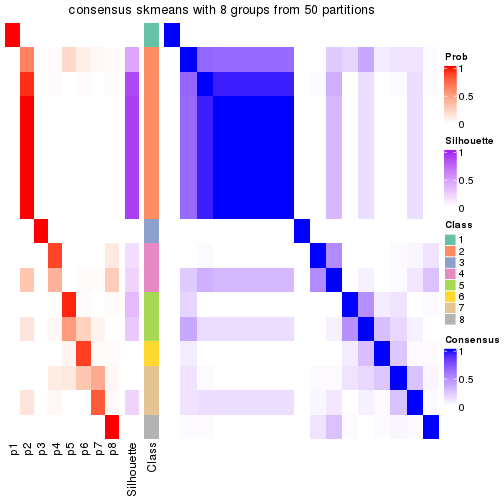 consensus skmeans with 8 groups from 50 partitions
Prob
1
0.5
0
Silhouette
1
0.5
0
Class
1
2
3
4
5
6
7
8
Consensus
1
0.5
0
p1
p2
p3
p4
p5
p6
p7
p8
Silhouette
Class